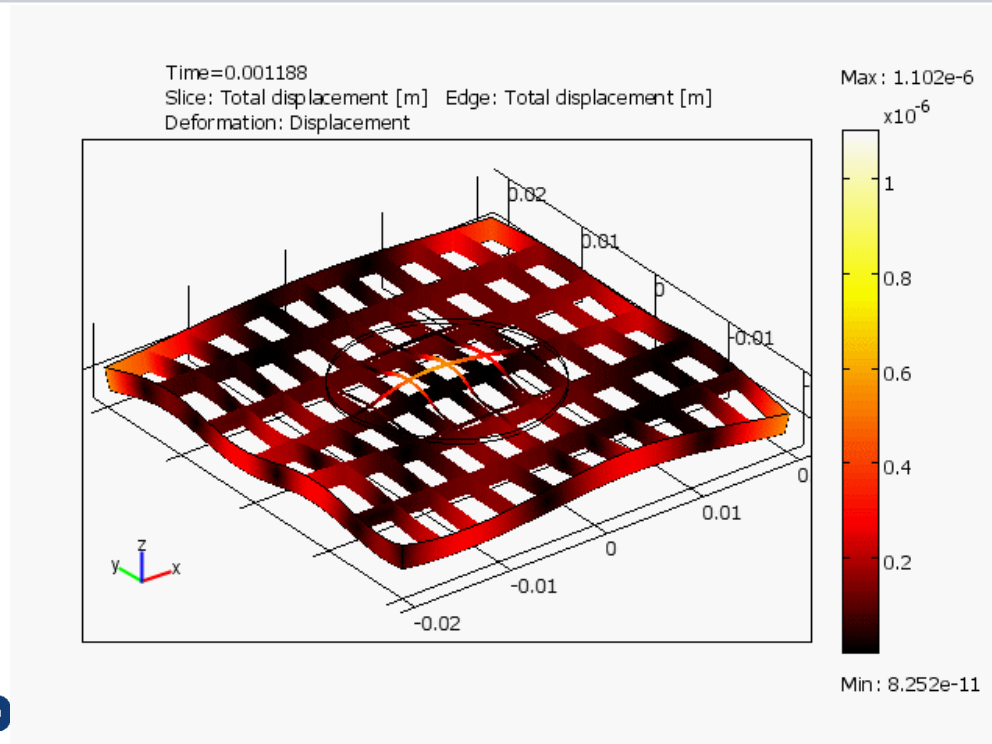 Time=0.001188
Slice: Total displacement [m] Edge: Total displacement [m]
Deformation: Displacement
Max: 1.102e-6
x10-6
1
0.8
0.6
0.4
0.2
Min: 8.252e-11
0.02
0.01
0
-0.01
0
0.01
0
-0.01
-0.02
z
y
x